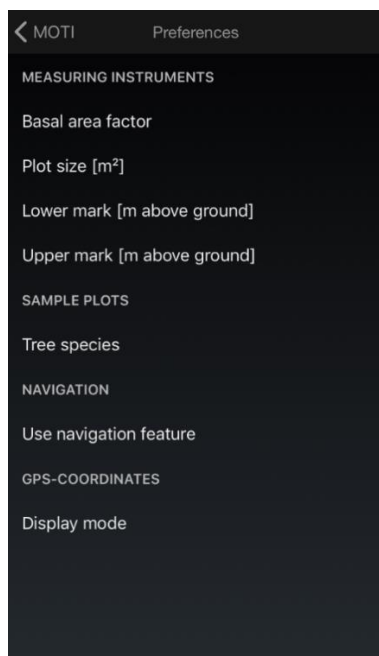 MOTI Preferences
MEASURING INSTRUMENTS
Basal area factor
Plot size [m²]
Lower mark [m above ground]
Upper mark [m above ground]
SAMPLE PLOTS
Tree species
NAVIGATION
Use navigation feature
GPS-COORDINATES
Display mode